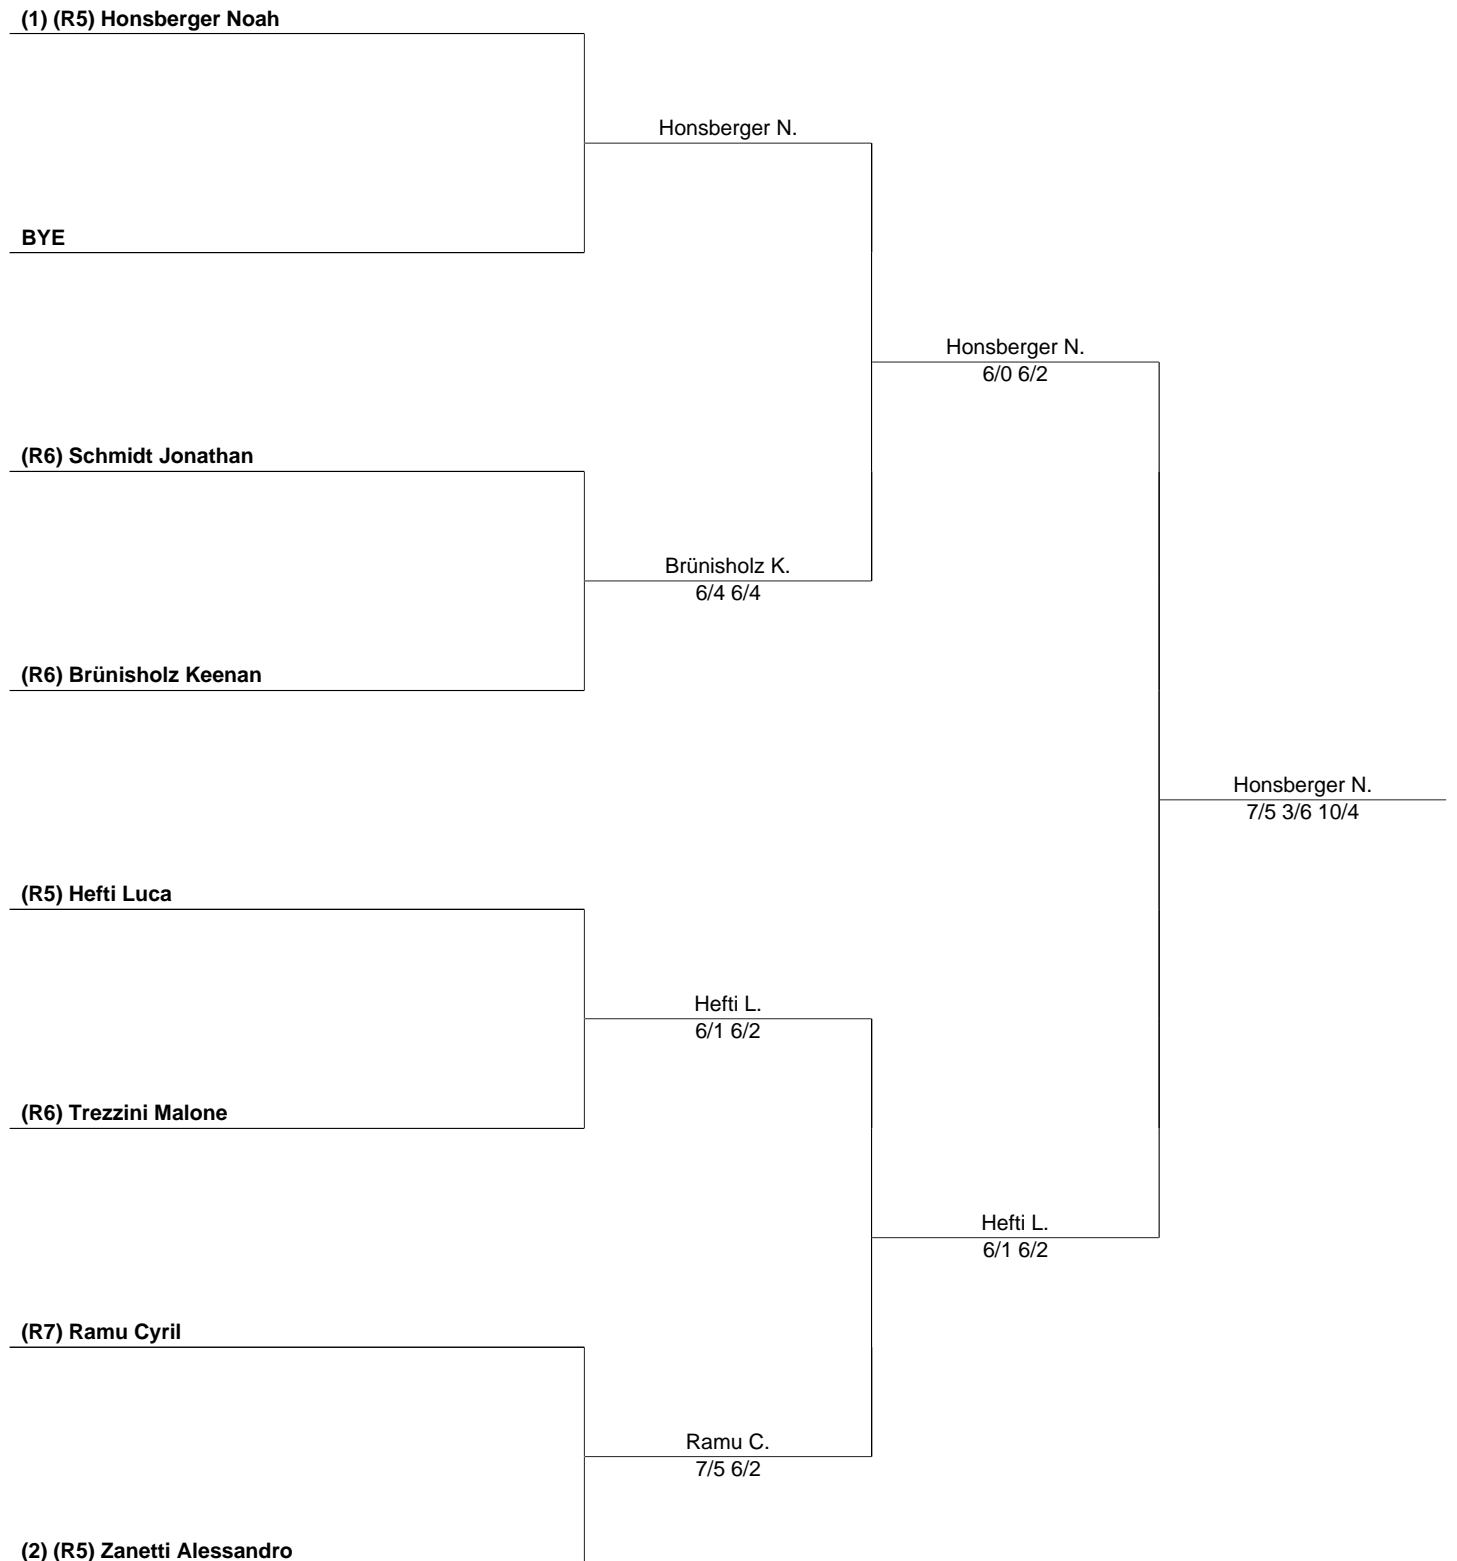 (1) (R5) Honsberger Noah
Honsberger N.
BYE
Honsberger N.
6/0 6/2
(R6) Schmidt Jonathan
Brünisholz K.
6/4 6/4
(R6) Brünisholz Keenan
Honsberger N.
7/5 3/6 10/4
(R5) Hefti Luca
Hefti L.
6/1 6/2
(R6) Trezzini Malone
Hefti L.
6/1 6/2
(R7) Ramu Cyril
Ramu C.
7/5 6/2
(2) (R5) Zanetti Alessandro